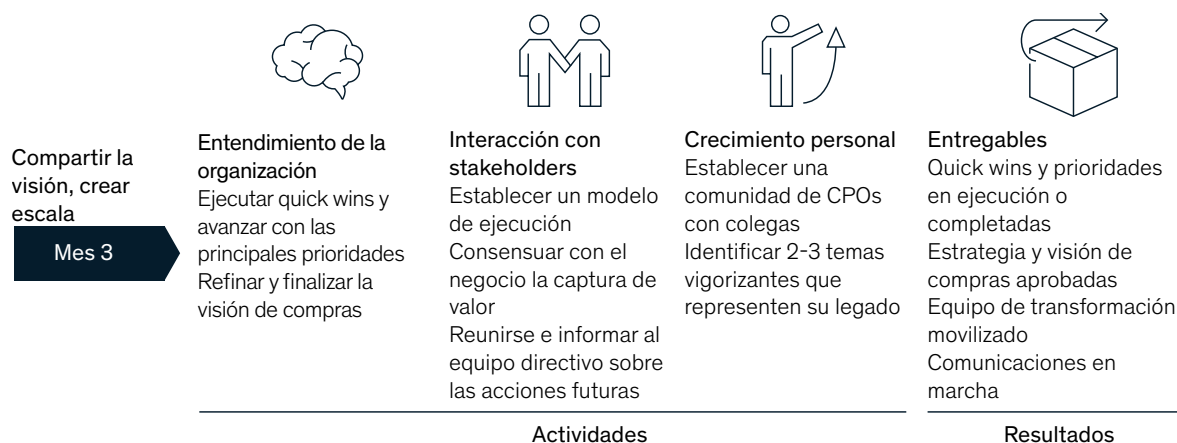 Compartir la
visión, crear
escala
Mes 3
Entendimiento de la
organización
Ejecutar quick wins y
avanzar con las
principales prioridades
Refinar y finalizar la
visión de compras
Interacción con
stakeholders
Establecer un modelo
de ejecución
Consensuar con el
negocio la captura de
valor
Reunirse e informar al
equipo directivo sobre
las acciones futuras
Crecimiento personal
Establecer una
comunidad de CPOs
con colegas
Identificar 2-3 temas
vigorizantes que
representen su legado
Entregables
Quick wins y prioridades
en ejecución o
completadas
Estrategia y visión de
compras aprobadas
Equipo de transformación
movilizado
Comunicaciones en
marcha
Actividades
Resultados